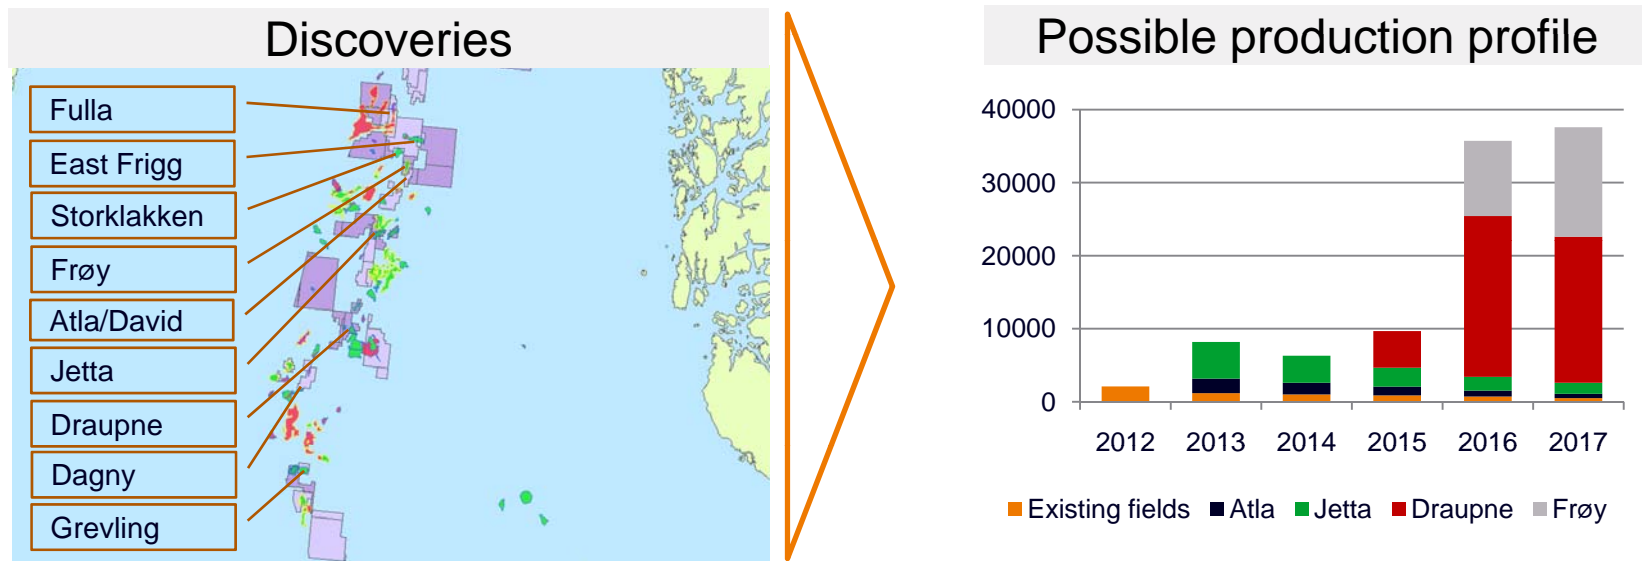 Discoveries
Fulla
East Frigg
Storklakken
Frøy
Atla/David
Jetta
Draupne
Dagny
Grevling
Possible production profile
40000
30000
20000
10000
0
2012 2013 2014 2015 2016 2017
Existing fields Atla Jetta Draupne Frøy